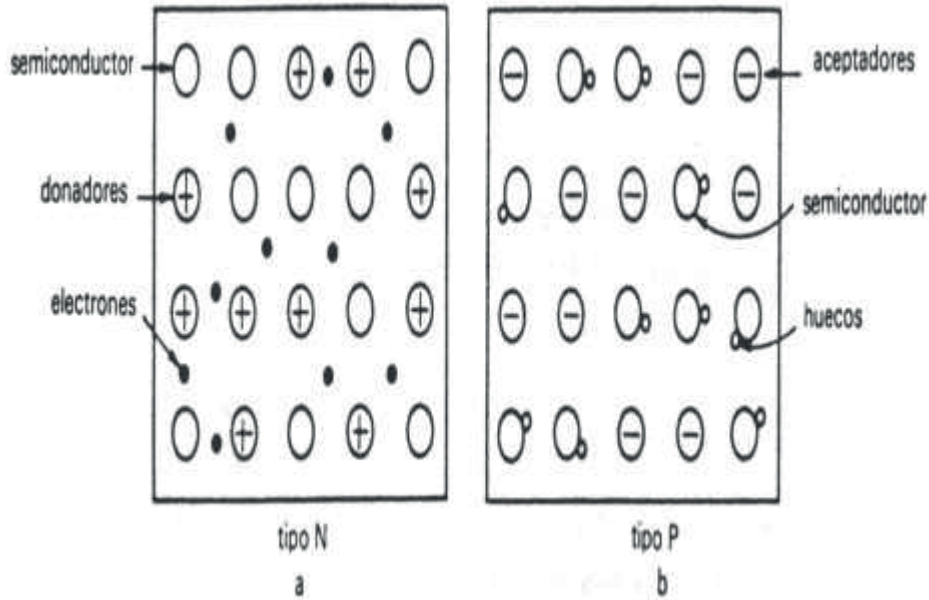 semiconductor
donadores
electrones
aceptadores
semiconductor
huecos
tipo N
a
tipo P
b